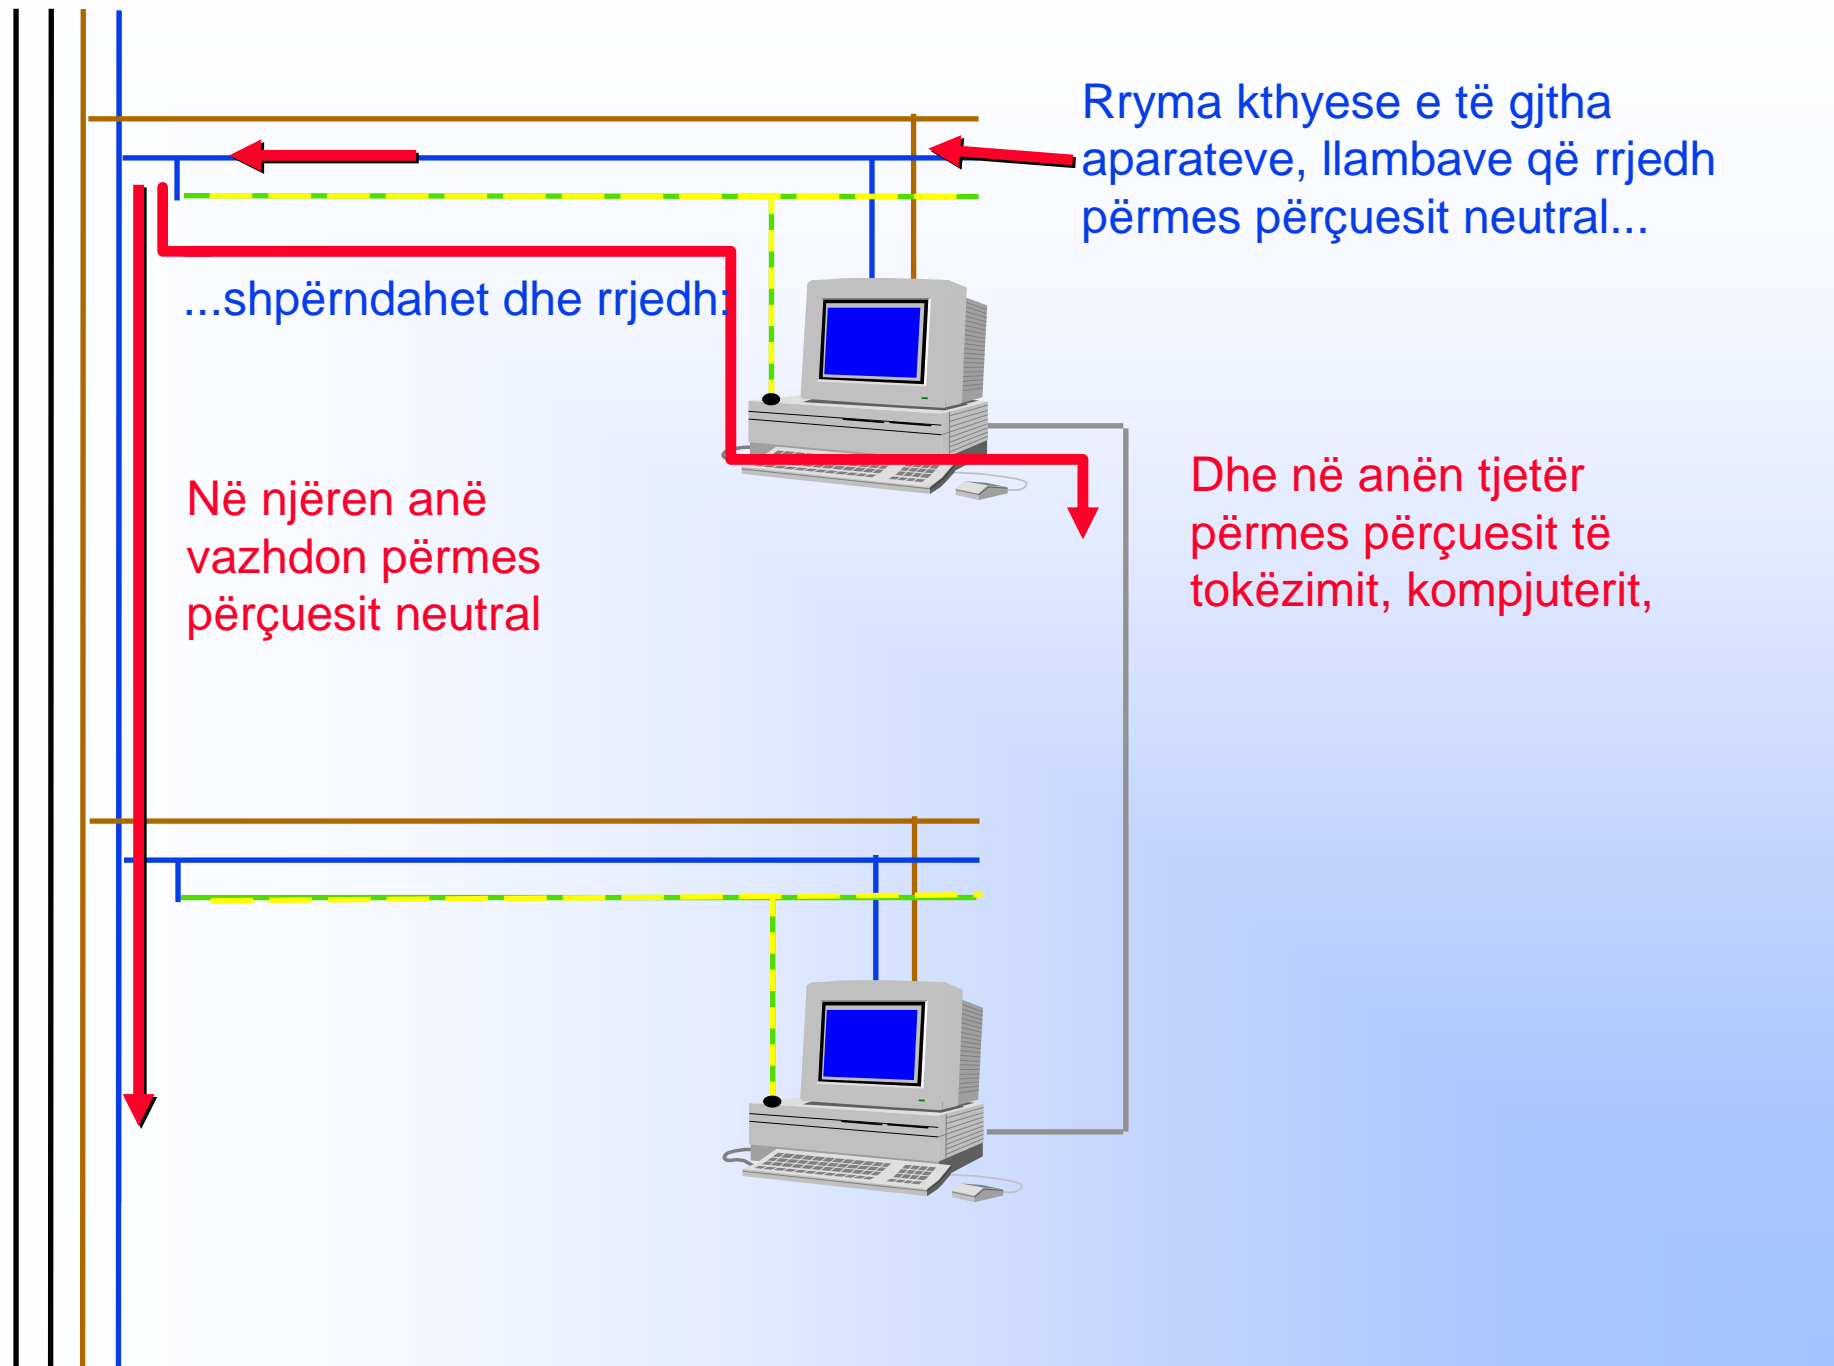 Rryma kthyese e të gjtha
aparateve, llambave që rrjedh
përmes përçuesit neutral...
...shpërndahet dhe rrjedh:
Në njëren anë
vazhdon përmes
përçuesit neutral
Dhe në anën tjetër
përmes përçuesit të
tokëzimit, kompjuterit,